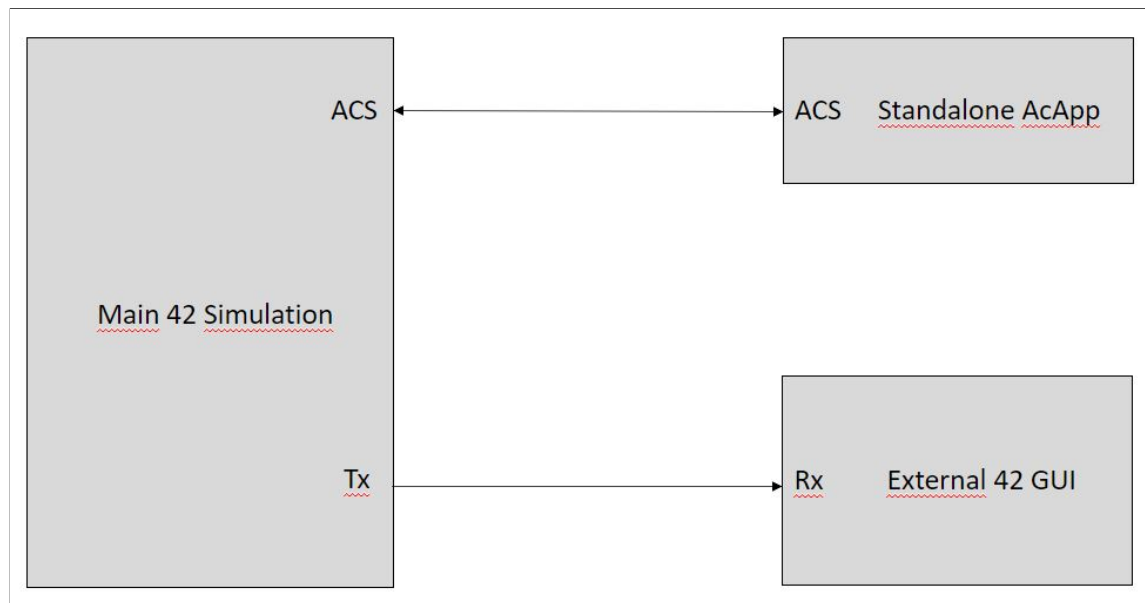 ACS
ACS Standalone AcApp
Main 42 Simulation
Tx
Rx External 42 GUI